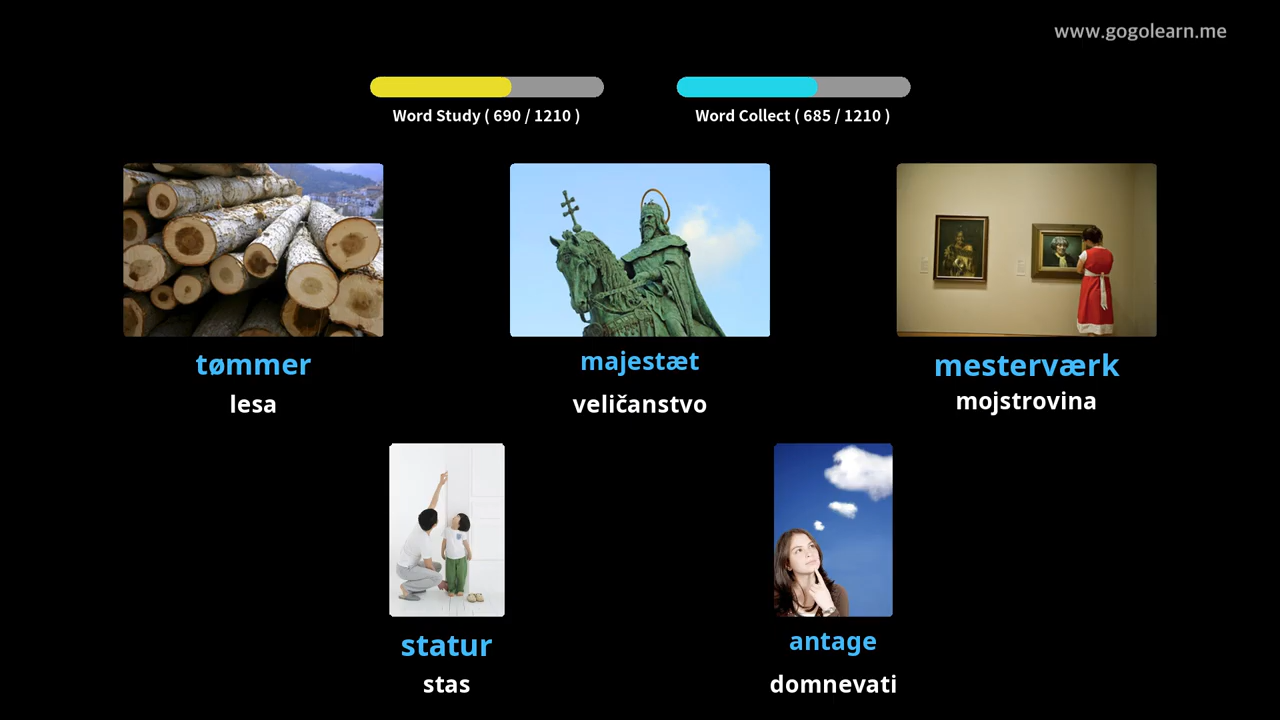 www.gogolearn.me
Word Study ( 690 / 1210 )
Word Collect ( 685 / 1210 )
tømmer
lesa
majestæt
veličanstvo
mesterværk
mojstrovina
statur
stas
antage
domnevati